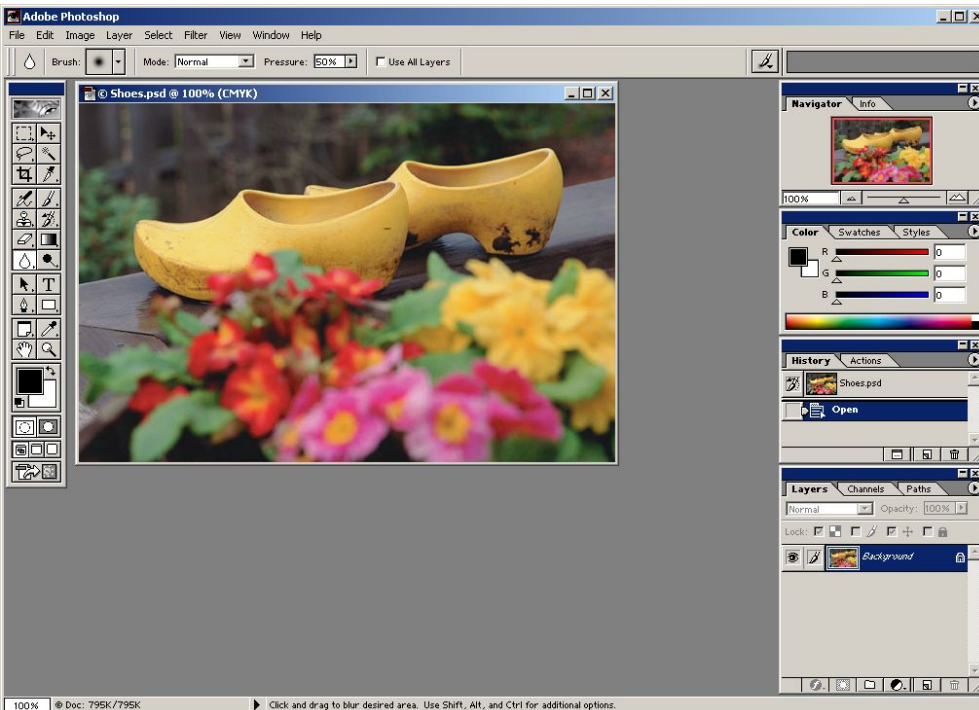 Adobe Photoshop
File Edit Image Layer Select Filter View Window Help
Brush: Mode: Normal Pressure: 50% Use All Layers
© Shoes.psd @ 100% (CMYK)
Navigator Info
100%
Color Swatches Styles
R 0
G 0
B 0
History Actions
Shoes.psd
Open
Layers Channels Paths
Normal Opacity: 100%
Lock:
Background
T
100% Doc: 795K/795K Click and drag to blur desired area. Use Shift, Alt, and Ctrl for additional options.